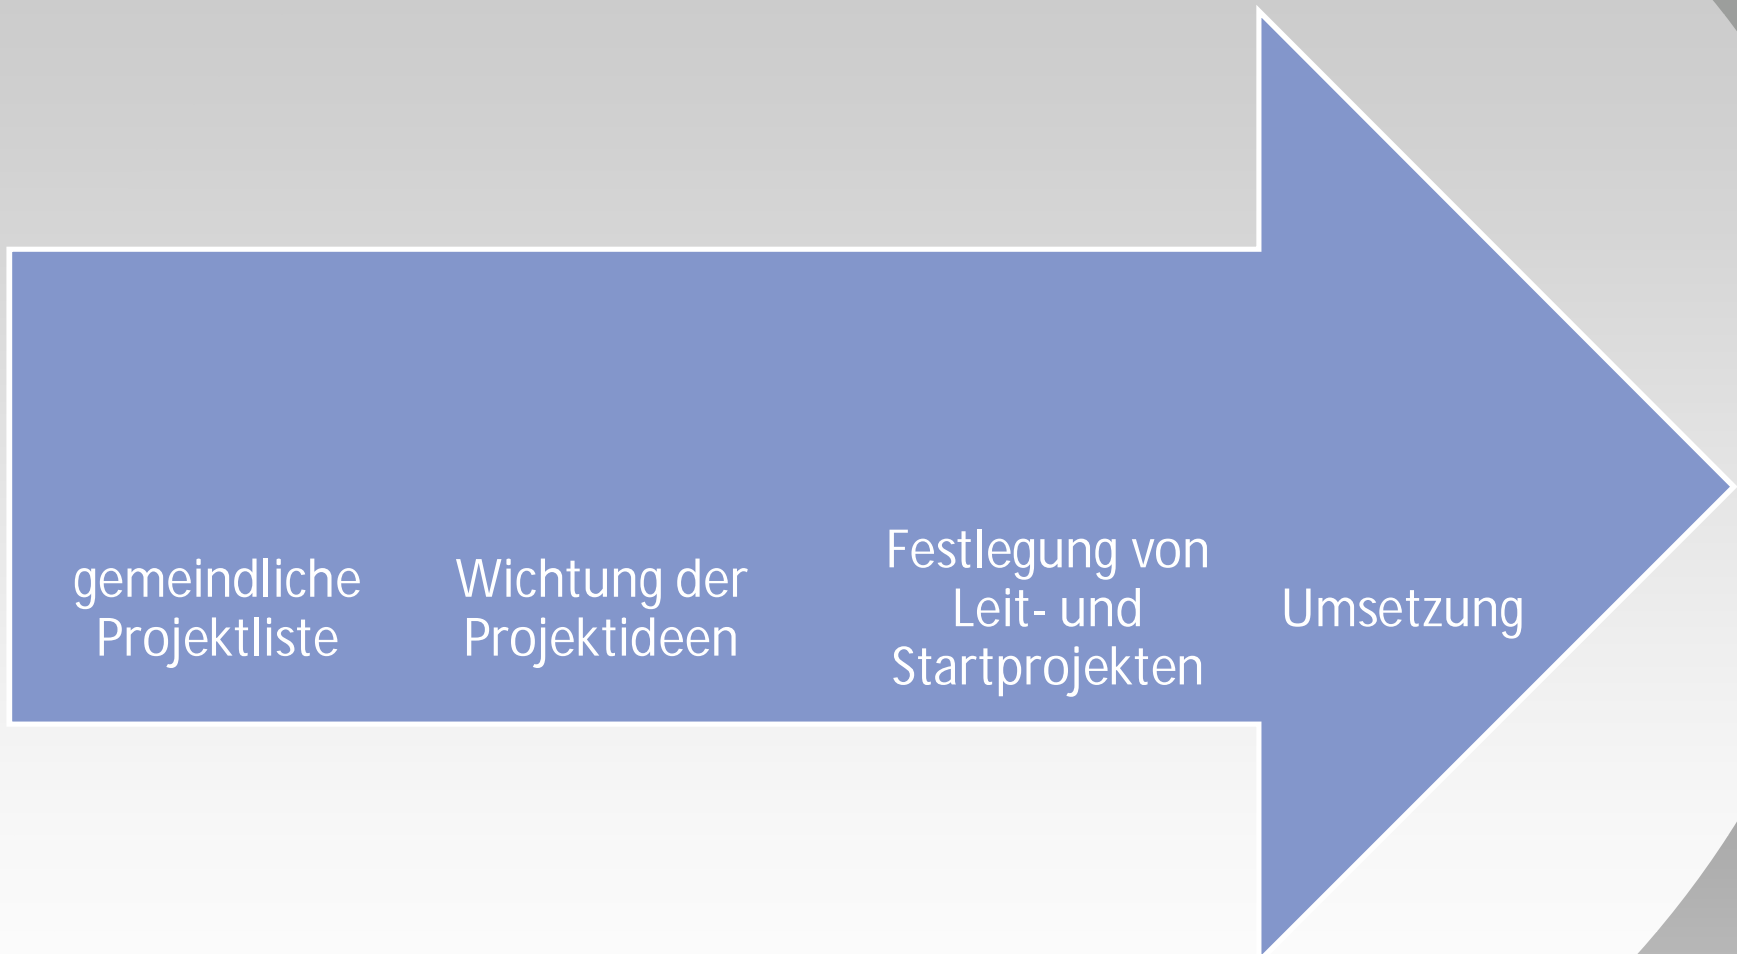 gemeindliche
Projektliste
Wichtung der
Projektideen
Festlegung von
Leit- und
Startprojekten
Umsetzung